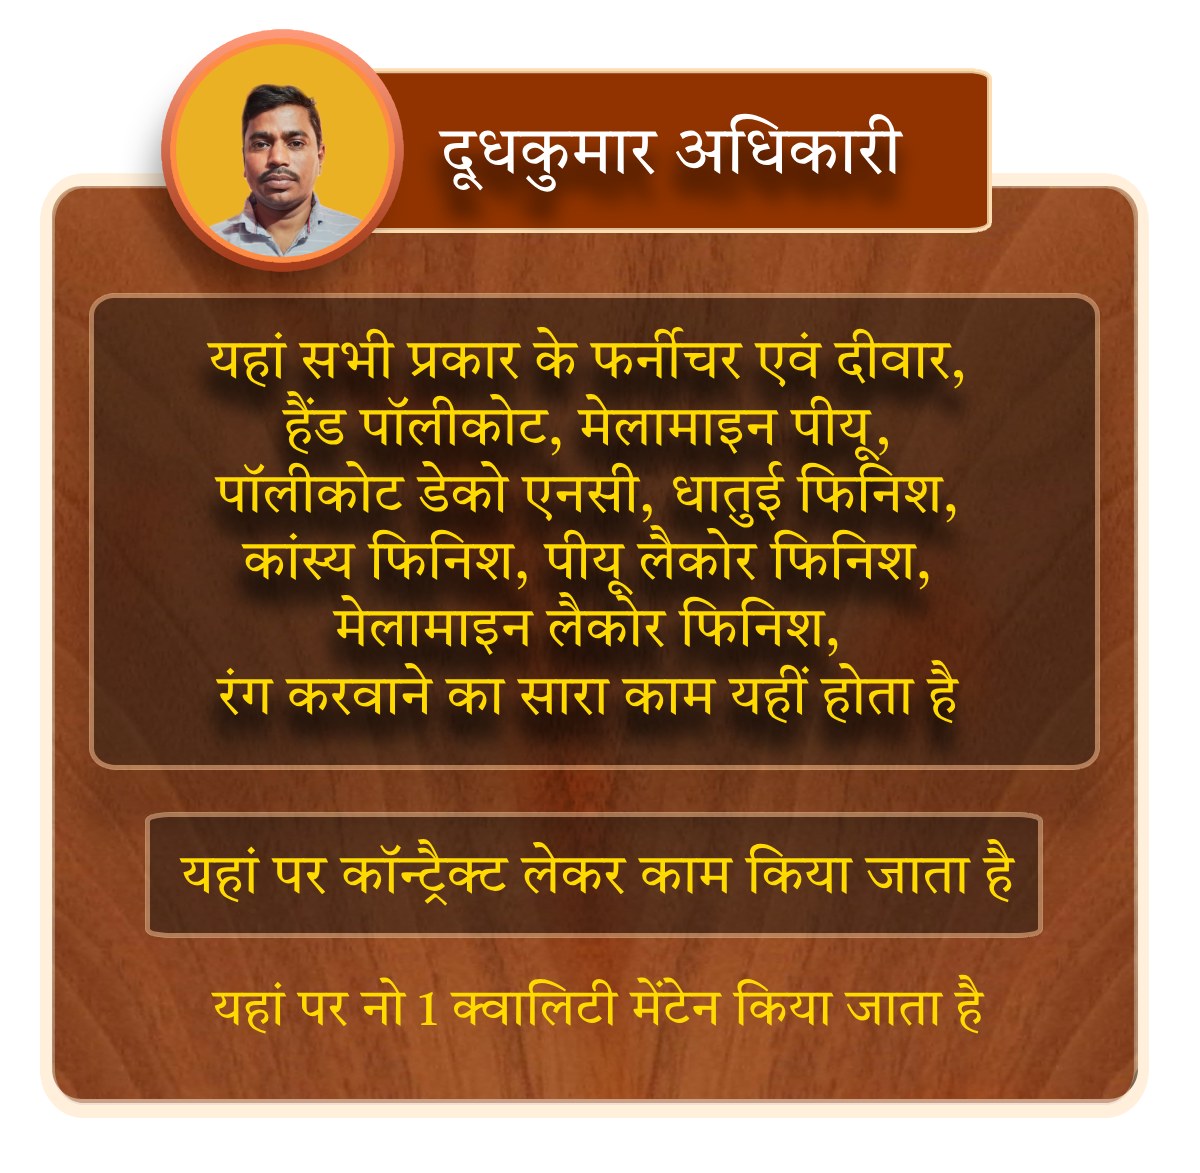 दूधकुमार अधिकारी
यहां सभी प्रकार के फर्नीचर एवं दीवार,
हैंड पॉलीकोट, मेलामाइन पीयू,
पॉलीकोट डेको एनसी, धातुई फिनिश,
कांस्य फिनिश, पीयू लैकोर फिनिश,
मेलामाइन लैकोर फिनिश,
रंग करवाने का सारा काम यहीं होता है
यहां पर कॉन्ट्रैक्ट लेकर काम किया जाता है
यहां पर नो 1 क्वालिटी मेंटेन किया जाता है